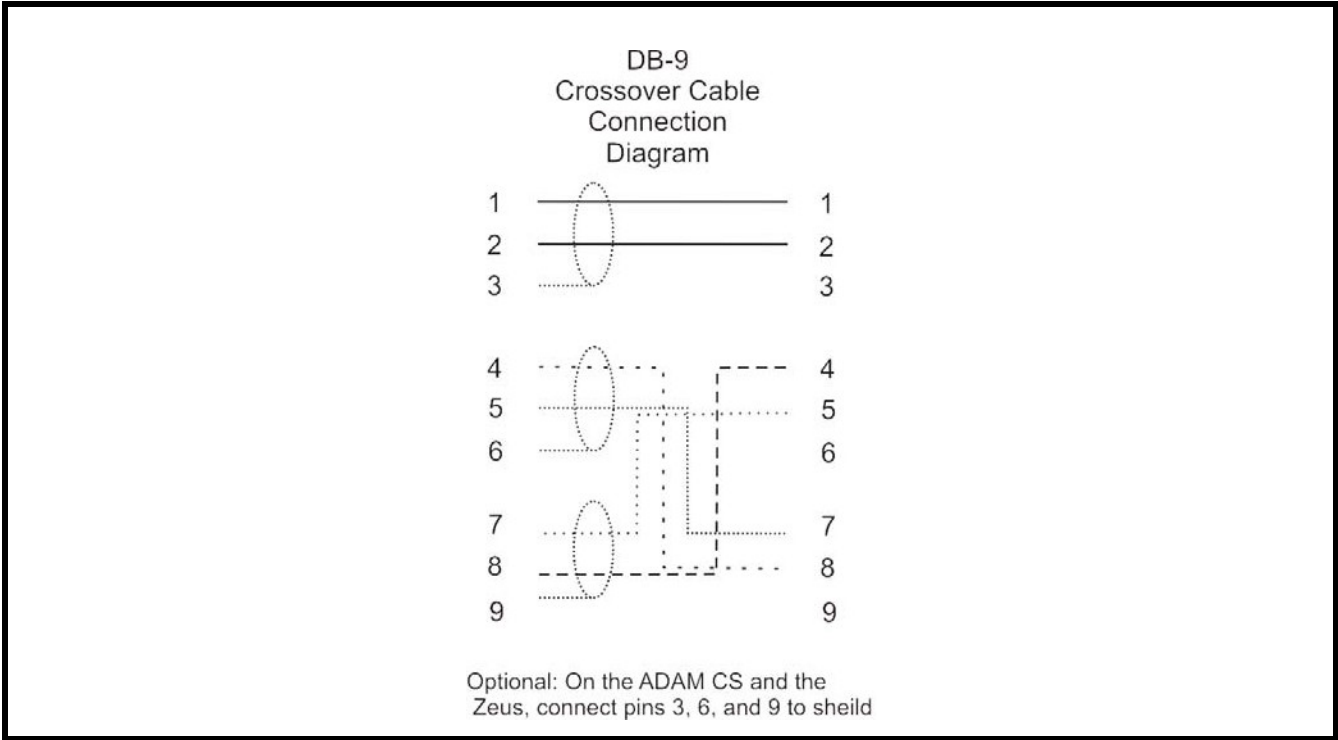 DB-9
Crossover Cable
Connection
Diagram
1 1
2 2
3 3
4 4
5 5
6 6
7 7
8 8
9 9
Optional: On the ADAM CS and the
Zeus, connect pins 3, 6, and 9 to sheild